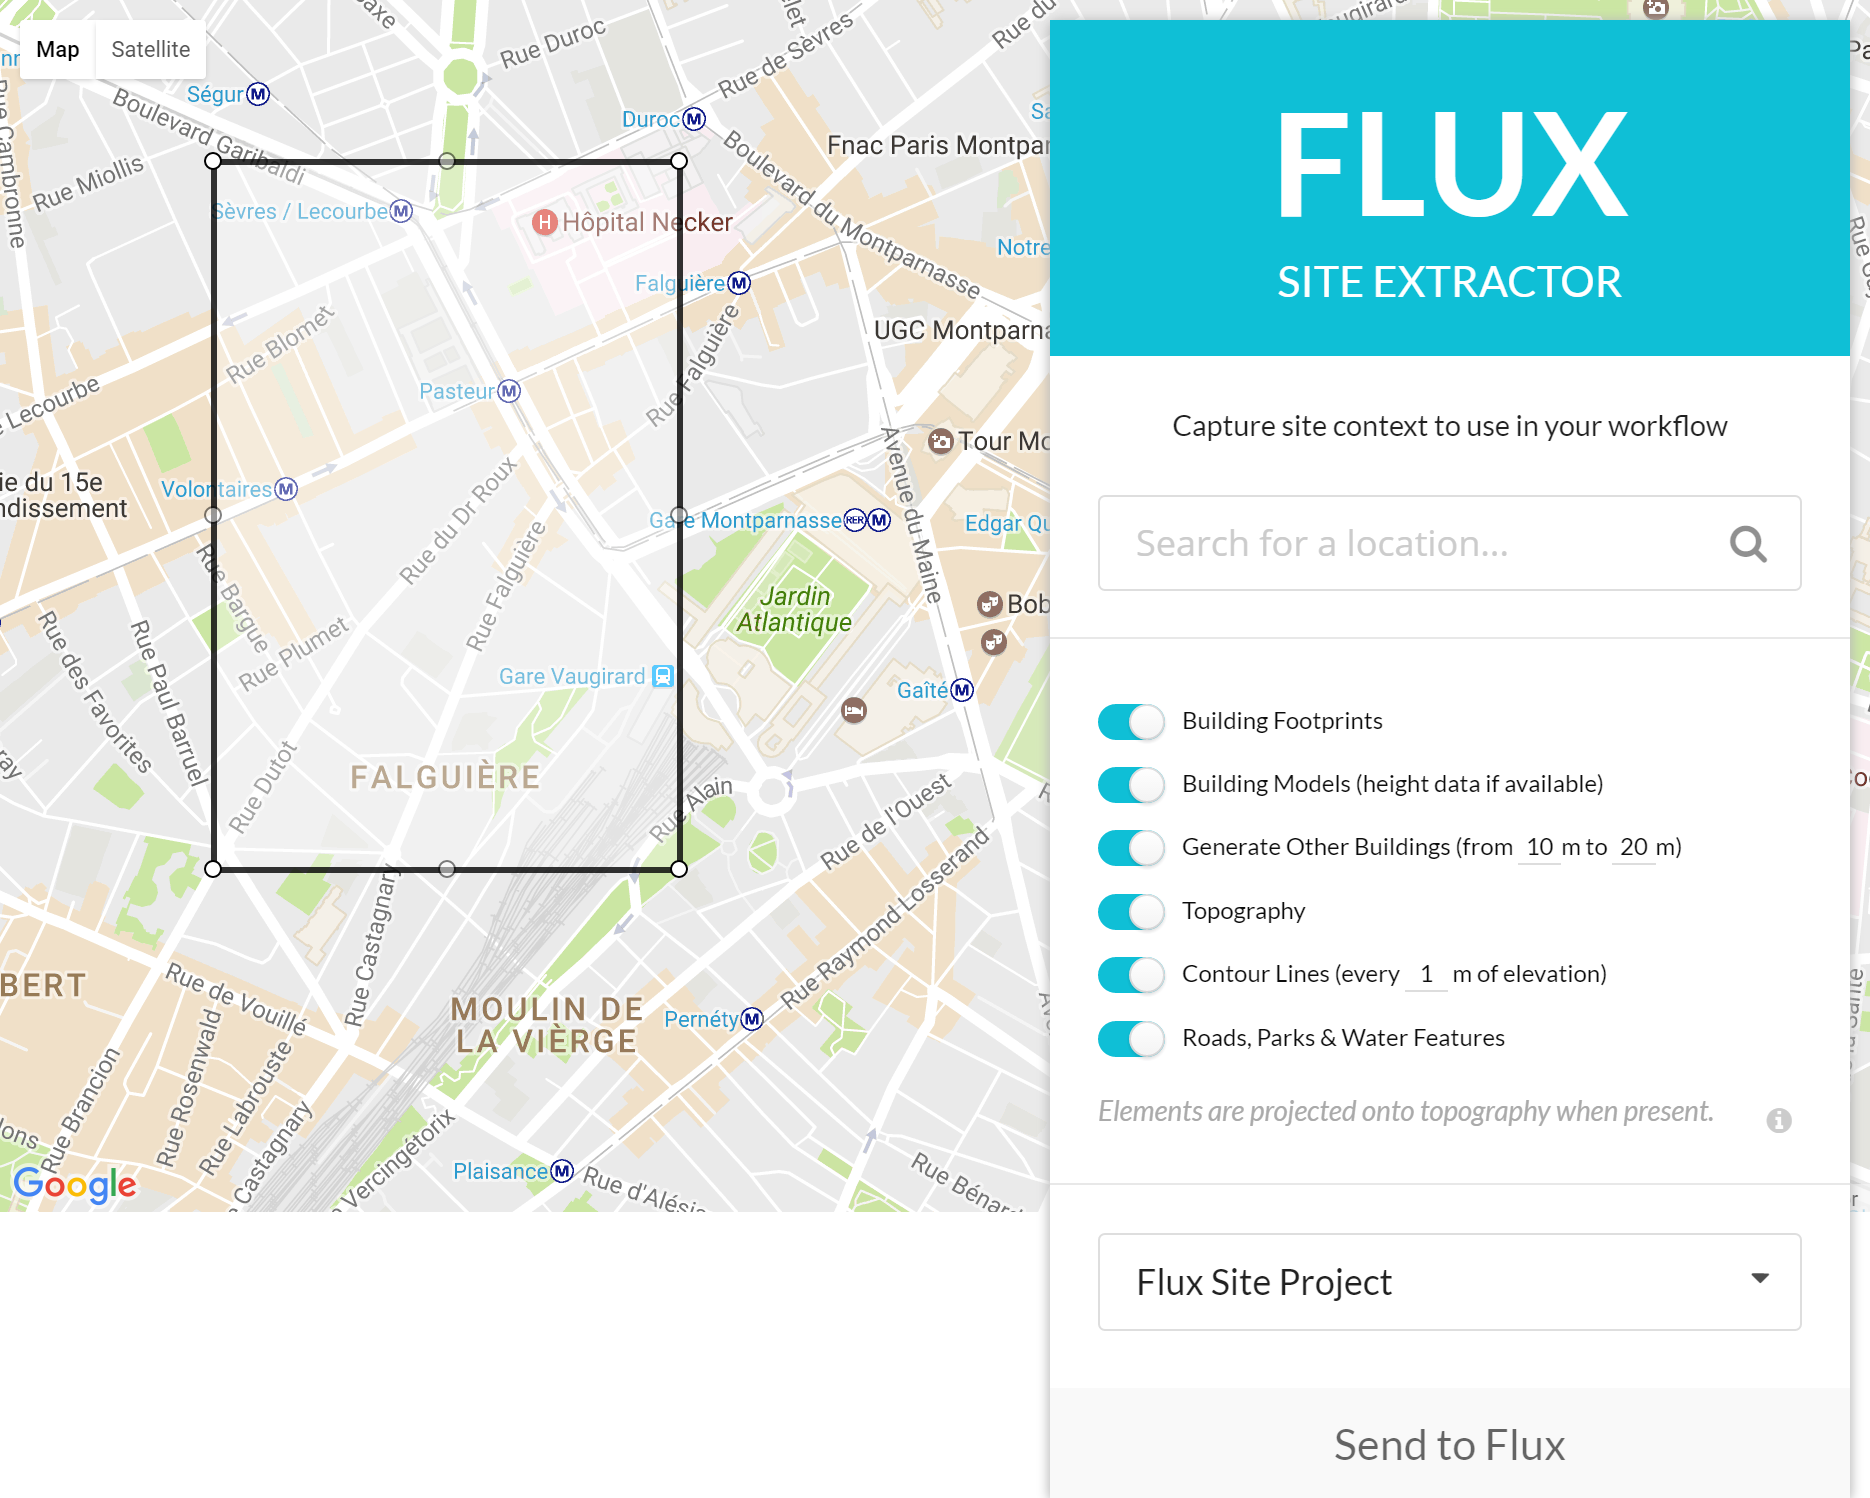 Map
Satellite
Rue Duroc
Rue de Sèvres
Ségur
Boulevard Garibaldi
Duroc
Boulevard du Montparnasse
Fnac Paris Montpar
Rue Miollis
Rue Cambronne
Sèvres / Lecourbe
H Hôpital Necker
Notre
Falguière
Rue Falguière
UGC Montparna
Rue Blomet
Lecourbe
Pasteur
Tour Mo
ie du 15e
ndissement
Volontaires
Avenue du Maine
Gare Montparnasse
RER
Edgar Qu
Rue du Dr Roux
Rue Falguière
Rue Bargue
Rue Plumet
Jardin
Atlantique
Bob
Rue des Favorites
Rue Paul Barruel
Gare Vaugirard
Gaîté
FALGUIÈRE
Rue Dutot
Rue Alain
Rue de l'Ouest
Rue Raymond Losserand
Rue Castagnary
BERT
Rue de Vouillé
MOULIN DE
LA VIÈRGE
Pernéty
Rue Brancion
Rue Rosenwald
Rue Labrouste
Castagnary
Vercingétorix
Plaisance
Rue d'Alésia
Rue Bénar
Google
FLUX
SITE EXTRACTOR
Capture site context to use in your workflow
Search for a location...
Building Footprints
Building Models (height data if available)
Generate Other Buildings (from 10 m to 20 m)
Topography
Contour Lines (every 1 m of elevation)
Roads, Parks & Water Features
Elements are projected onto topography when present.
Flux Site Project
Send to Flux